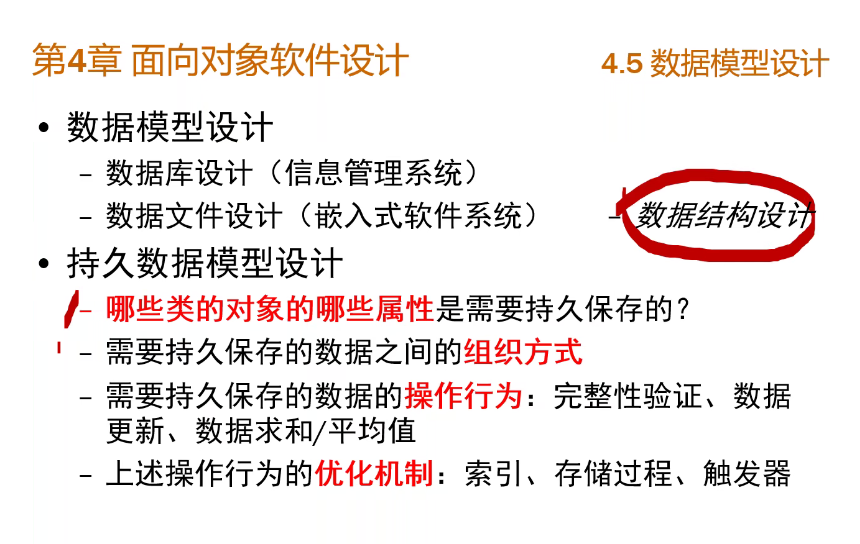 第4章 面向对象软件设计
4.5 数据模型设计
• 数据模型设计
– 数据库设计（信息管理系统）
– 数据文件设计（嵌入式软件系统）
– 数据结构设计
• 持久数据模型设计
– 哪些类的对象的哪些属性是需要持久保存的？
– 需要持久保存的数据之间的组织方式
– 需要持久保存的数据的操作行为：完整性验证、数据
更新、数据求和/平均值
– 上述操作行为的优化机制：索引、存储过程、触发器